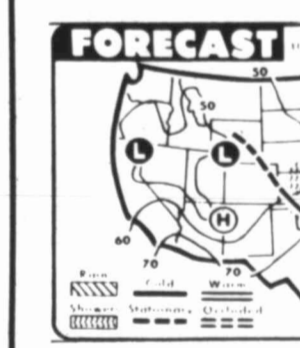 FORECAST
50
50
L
L
H
60
70
70
Rain Cold Warm
Showers Stationary Occluded